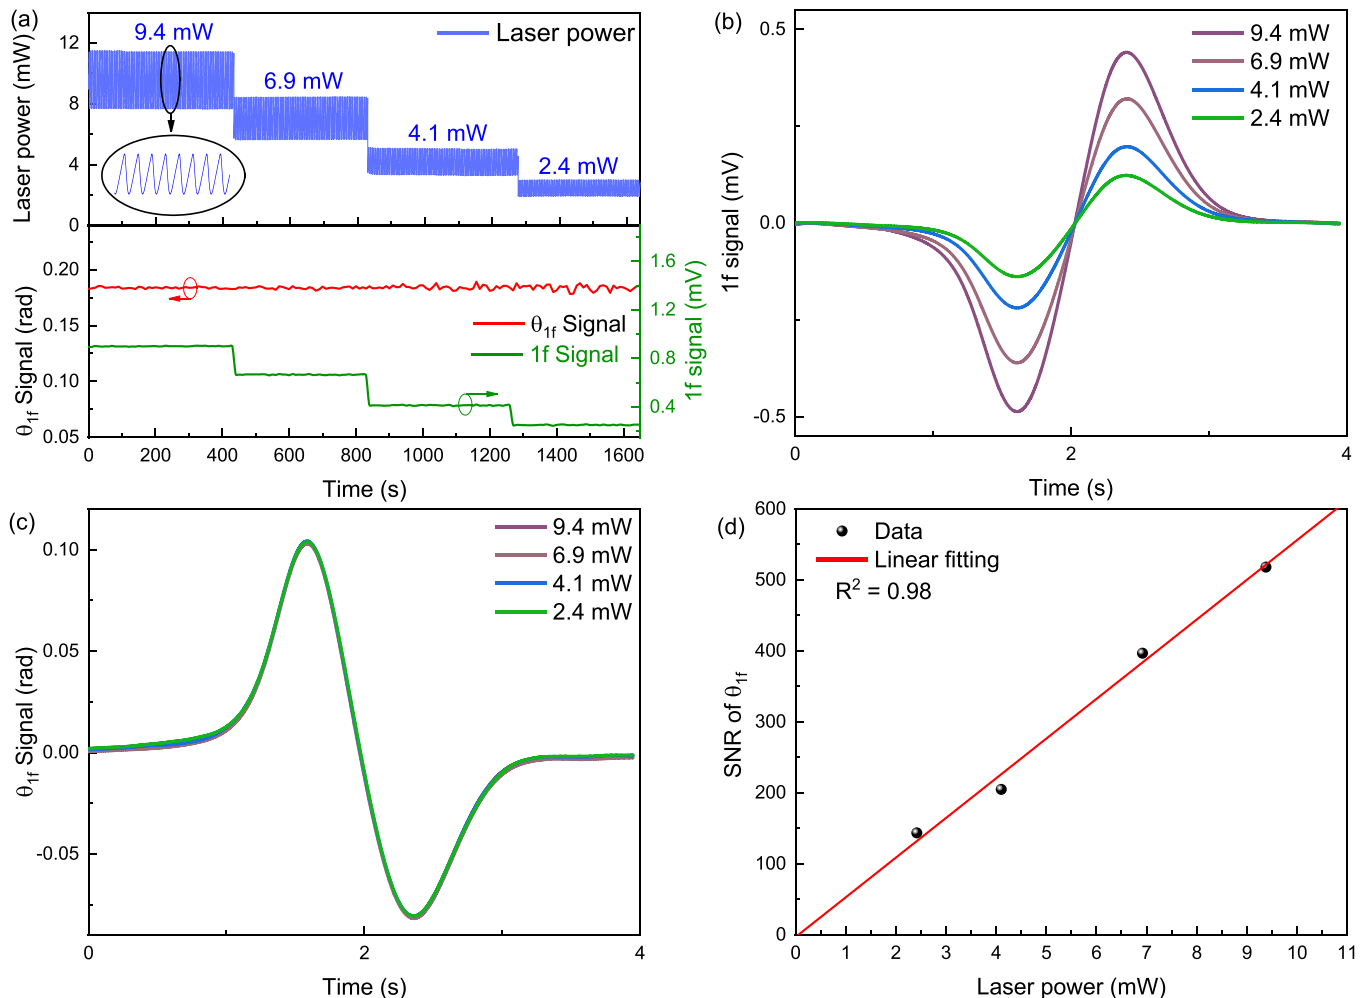 (a)
Laser power (mW)
12
8
4
0
9.4 mW
6.9 mW
4.1 mW
2.4 mW
Laser power
θ1f Signal (rad)
0.20
0.15
0.10
0.05
1.6
1.2
0.8
0.4
1f signal (mV)
θ1f Signal
1f Signal
0 200 400 600 800 1000 1200 1400 1600
Time (s)
(b)
1f signal (mV)
0.5
0.0
-0.5
9.4 mW
6.9 mW
4.1 mW
2.4 mW
0 2 4
Time (s)
(c)
θ1f Signal (rad)
0.10
0.05
0.00
-0.05
9.4 mW
6.9 mW
4.1 mW
2.4 mW
0 2 4
Time (s)
(d)
SNR of θ1f
600
500
400
300
200
100
0
Data
Linear fitting
R² = 0.98
0 1 2 3 4 5 6 7 8 9 10 11
Laser power (mW)